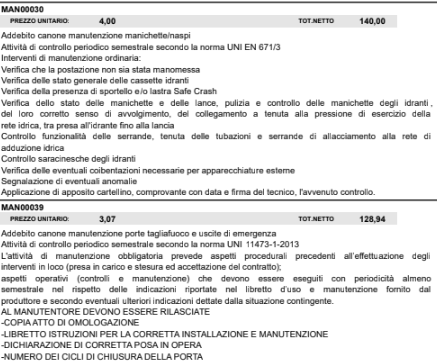 MAN00030
PREZZO UNITARIO: 4,00 TOT.NETTO 140,00
Addebito canone manutenzione manichette/naspi
Attività di controllo periodico semestrale secondo la norma UNI EN 671/3
Interventi di manutenzione ordinaria:
Verifica che la postazione non sia stata manomessa
Verifica dello stato generale delle cassette idranti
Verifica della presenza di sportello e/o lastra Safe Crash
Verifica dello stato delle manichette e delle lance, pulizia e controllo delle manichette degli idranti,
del loro corretto senso di avvolgimento, del collegamento a tenuta alla pressione di esercizio della
rete idrica, tra presa all'idrante fino alla lancia
Controllo funzionalità delle serrande, tenuta delle tubazioni e serrande di allacciamento alla rete di
adduzione idrica
Controllo saracinesche degli idranti
Verifica delle eventuali coibentazioni necessarie per apparecchiature esterne
Segnalazione di eventuali anomalie
Applicazione di apposito cartellino, comprovante con data e firma del tecnico, l'avvenuto controllo.
MAN00039
PREZZO UNITARIO: 3,07 TOT.NETTO 128,94
Addebito canone manutenzione porte tagliafuoco e uscite di emergenza
Attività di controllo periodico semestrale secondo la norma UNI 11473-1-2013
L'attività di manutenzione obbligatoria prevede aspetti procedurali precedenti all'effettuazione degli
interventi in loco (presa in carico e stesura ed accettazione del contratto);
aspetti operativi (controlli e manutenzione) che devono essere eseguiti con periodicità almeno
semestrale nel rispetto delle indicazioni riportate nel libretto d'uso e manutenzione fornito dal
produttore e secondo eventuali ulteriori indicazioni dettate dalla situazione contingente.
AL MANUTENTORE DEVONO ESSERE RILASCIATE
-COPIA ATTO DI OMOLOGAZIONE
-LIBRETTO ISTRUZIONI PER LA CORRETTA INSTALLAZIONE E MANUTENZIONE
-DICHIARAZIONE DI CORRETTA POSA IN OPERA
-NUMERO DEI CICLI DI CHIUSURA DELLA PORTA